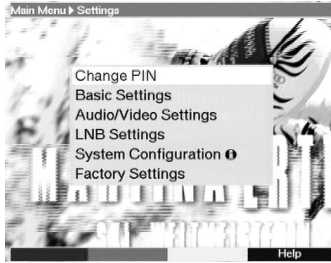 Main Menu ▶ Settings
Change PIN
Basic Settings
Audio/Video Settings
LNB Settings
System Configuration
Factory Settings
Help